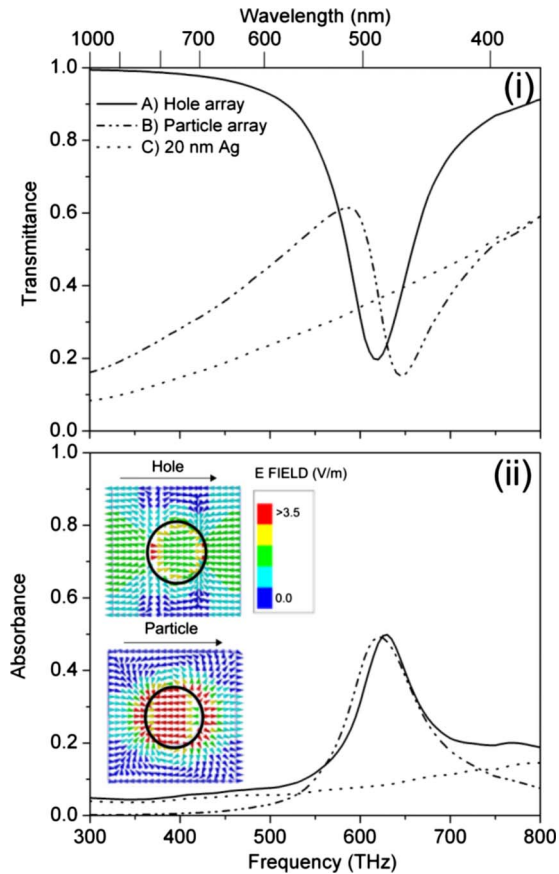 Wavelength (nm)
1000 700 600 500 400
1.0
(i)
A) Hole array
B) Particle array
C) 20 nm Ag
0.8
0.6
0.4
0.2
0.0
Transmittance
1.0
(ii)
Hole
E FIELD (V/m)
>3.5
0.0
Particle
0.8
0.6
0.4
0.2
0.0
Absorbance
300 400 500 600 700 800
Frequency (THz)